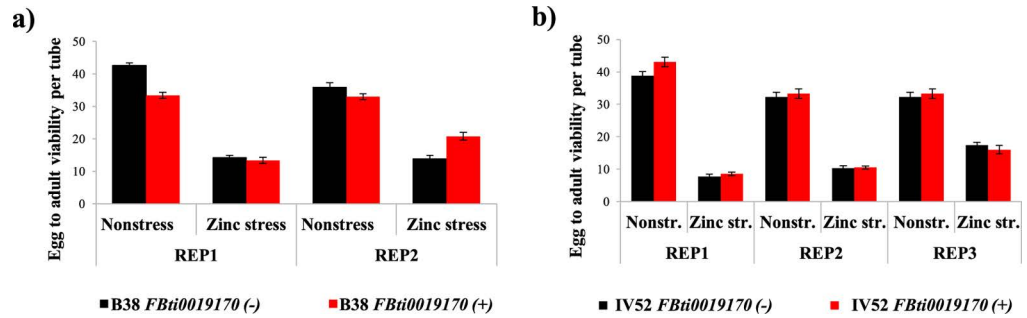 a)
Egg to adult viability per tube
50
40
30
20
10
0
Nonstress Zinc stress Nonstress Zinc stress
REP1 REP2
B38 FBti0019170 (-) B38 FBti0019170 (+)
b)
Egg to adult viability per tube
50
40
30
20
10
0
Nonstr. Zinc str. Nonstr. Zinc str. Nonstr. Zinc str.
REP1 REP2 REP3
IV52 FBti0019170 (-) IV52 FBti0019170 (+)